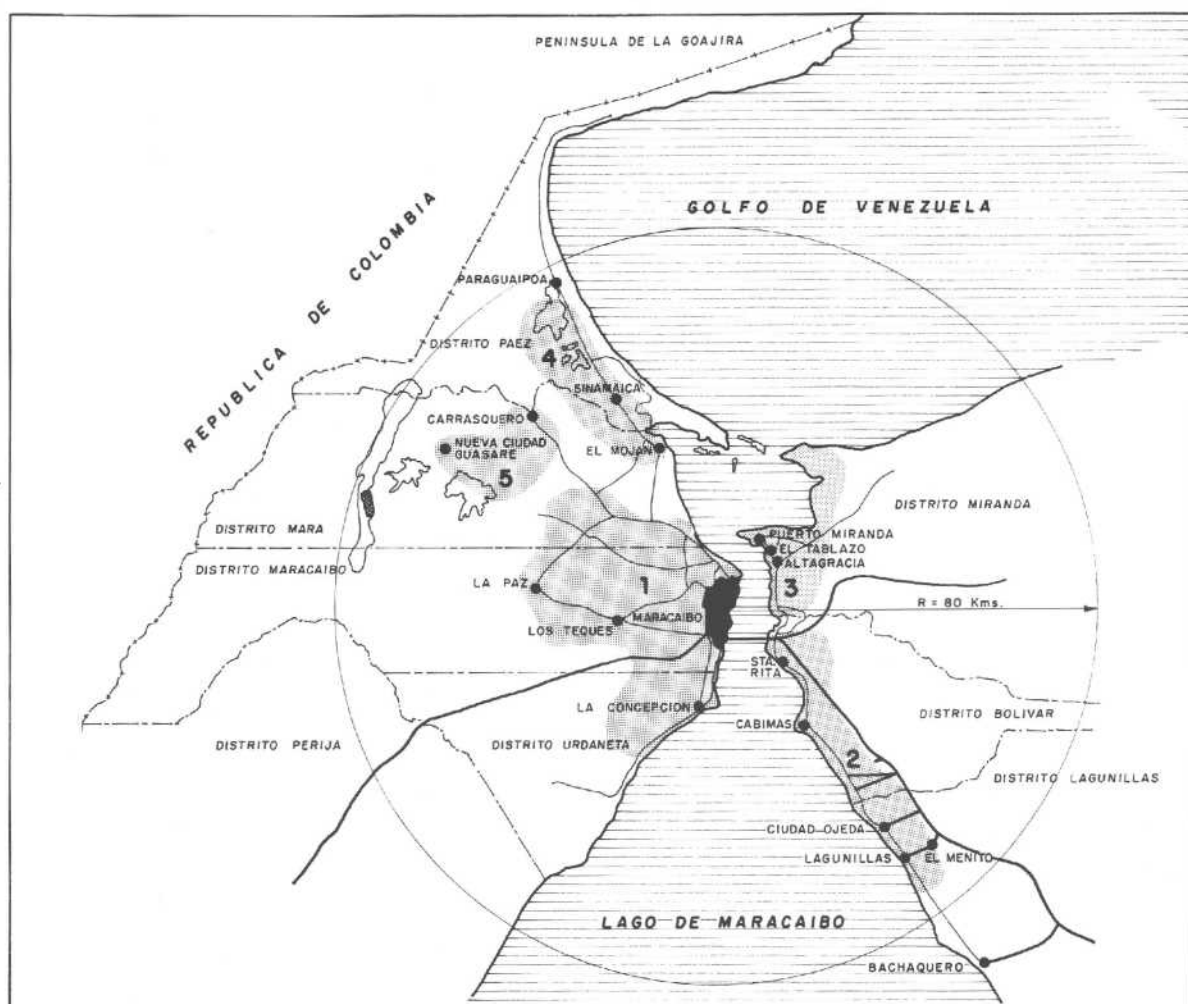 PENINSULA DE LA GOAJIRA
GOLFO DE VENEZUELA
REPUBLICA DE COLOMBIA
PARAGUAIPOA
DISTRITO PAEZ
4
SINAMAICA
CARRASQUERO
NUEVA CIUDAD
GUASARE
5
EL MOJAN
DISTRITO MIRANDA
DISTRITO MARA
PUERTO MIRANDA
EL TABLAZO
DISTRITO MARACAIBO
ALTAGRACIA
LA PAZ
1
3
R = 80 Kms.
MARACAIBO
LOS TEQUES
STA.
RITA
LA CONCEPCION
DISTRITO BOLIVAR
CABIMAS
DISTRITO PERIJA
DISTRITO URDANETA
2
DISTRITO LAGUNILLAS
CIUDAD OJEDA
LAGUNILLAS
EL MENITO
LAGO DE MARACAIBO
BACHAQUERO